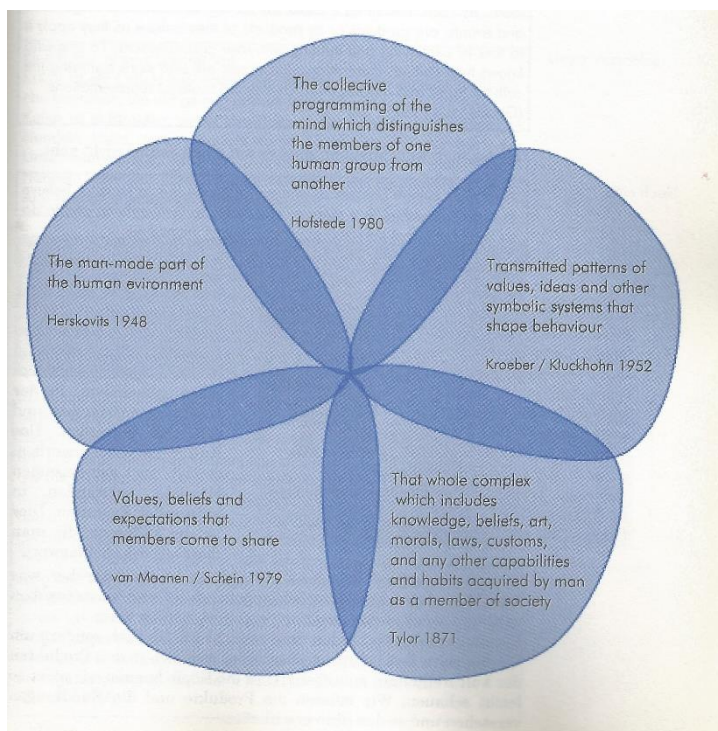 The collective
programming of the
mind which distinguishes
the members of one
human group from
another
Hofstede 1980
The man-made part of
the human evironment
Herskovits 1948
Transmitted patterns of
values, ideas and other
symbolic systems that
shape behaviour
Kroeber / Kluckhohn 1952
Values, beliefs and
expectations that
members come to share
van Maanen / Schein 1979
That whole complex
which includes
knowledge, beliefs, art,
morals, laws, customs,
and any other capabilities
and habits acquired by man
as a member of society
Tylor 1871